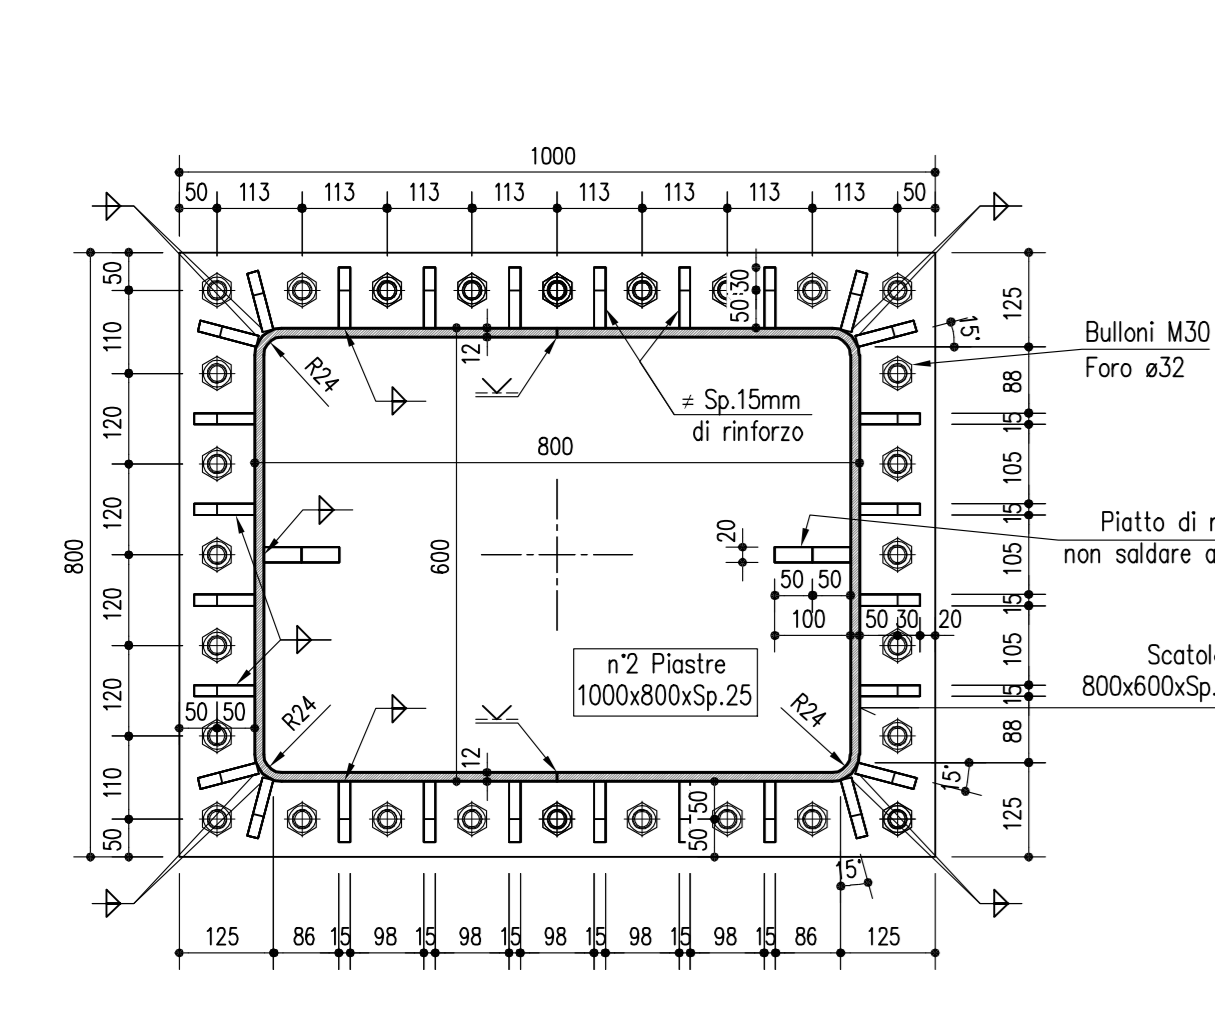 1000
50 113 113 113 113 113 113 113 113 50
50
110
120
120
120
120
110
50
800
50 30
12
R24
≠ Sp.15mm
di rinforzo
800
600
20
50 50
100 50 30 20
n°2 Piastre
1000x800xSp.25
50 50
R24
R24
12
50
50
125
88
15
105
15
105
15
105
15
88
125
15°
15°
15°
Bulloni M30
Foro ø32
Piatto di
non saldare
800x600xSp.
125 86 15 98 15 98 15 98 15 98 15 98 15 86 125